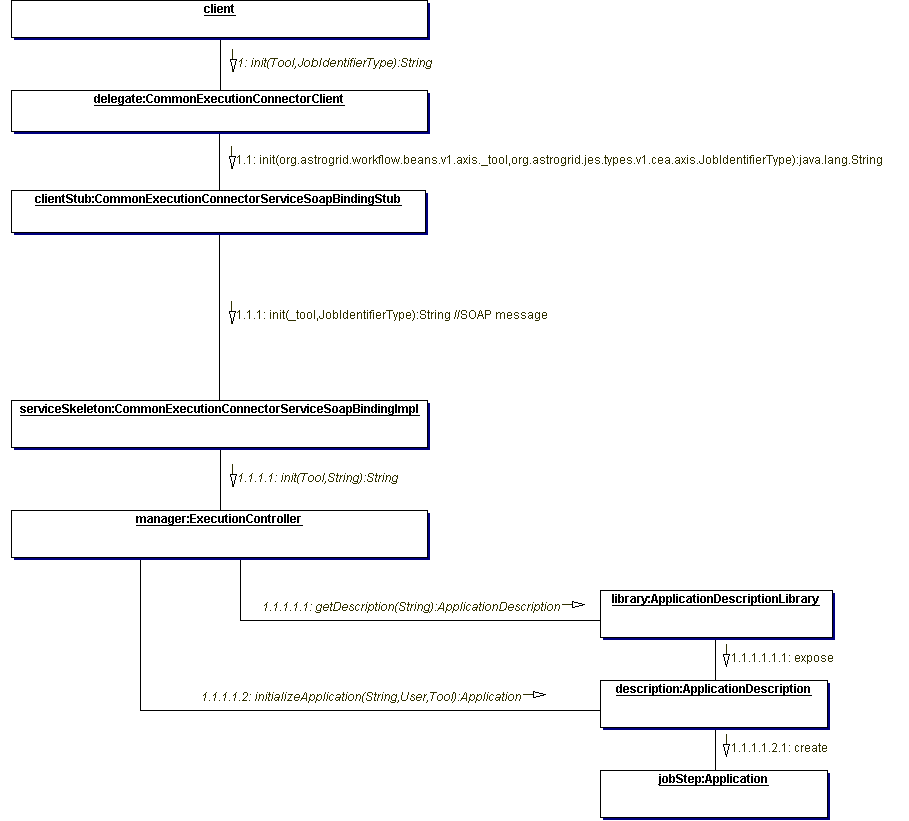 client
1: init(Tool,JobIdentifierType):String
delegate:CommonExecutionConnectorClient
1.1: init(org.astrogrid.workflow.beans.v1.axis._tool,org.astrogrid.jes.types.v1.cea.axis.JobIdentifierType):java.lang.String
clientStub:CommonExecutionConnectorServiceSoapBindingStub
1.1.1: init(_tool,JobIdentifierType):String //SOAP message
serviceSkeleton:CommonExecutionConnectorServiceSoapBindingImpl
1.1.1.1: init(Tool,String):String
manager:ExecutionController
1.1.1.1.1: getDescription(String):ApplicationDescription
library:ApplicationDescriptionLibrary
1.1.1.1.1.1: expose
description:ApplicationDescription
1.1.1.1.2: initializeApplication(String,User,Tool):Application
1.1.1.1.2.1: create
jobStep:Application